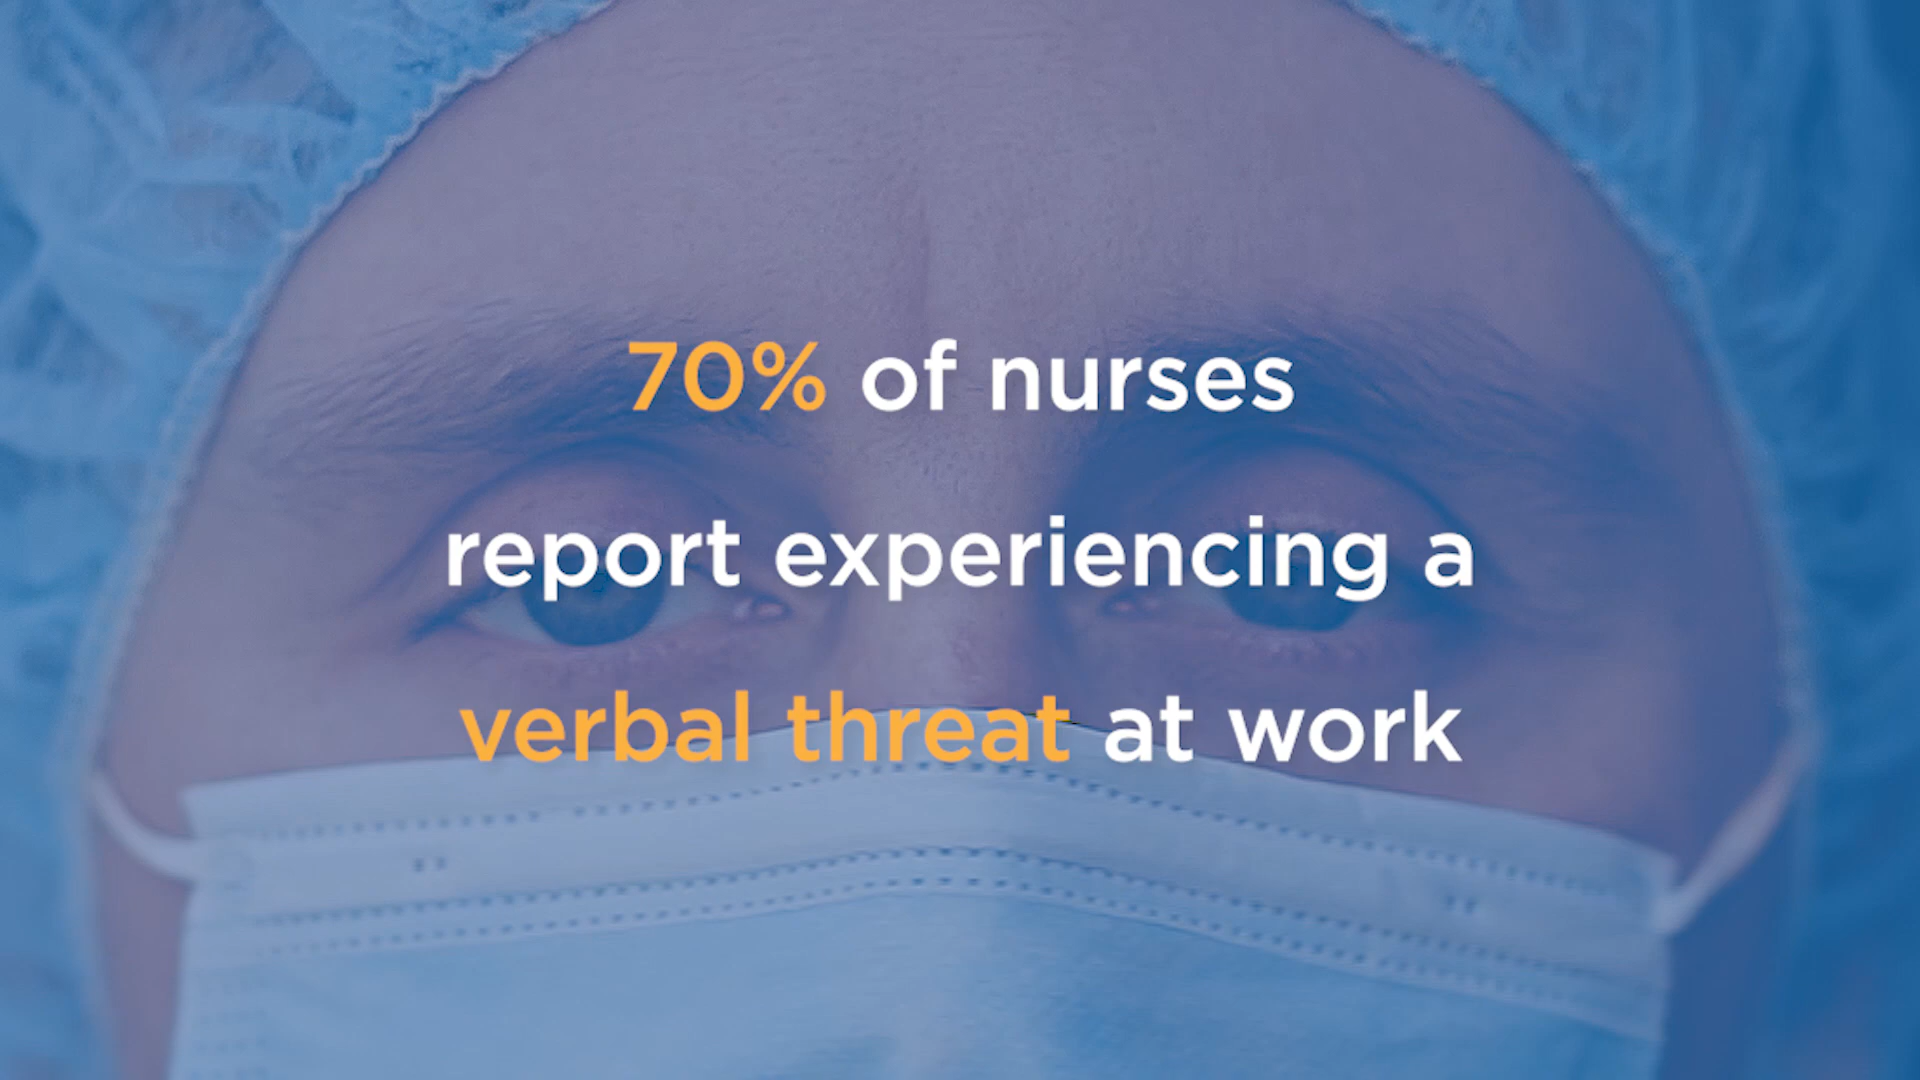 70% of nurses
report experiencing a
verbal threat at work